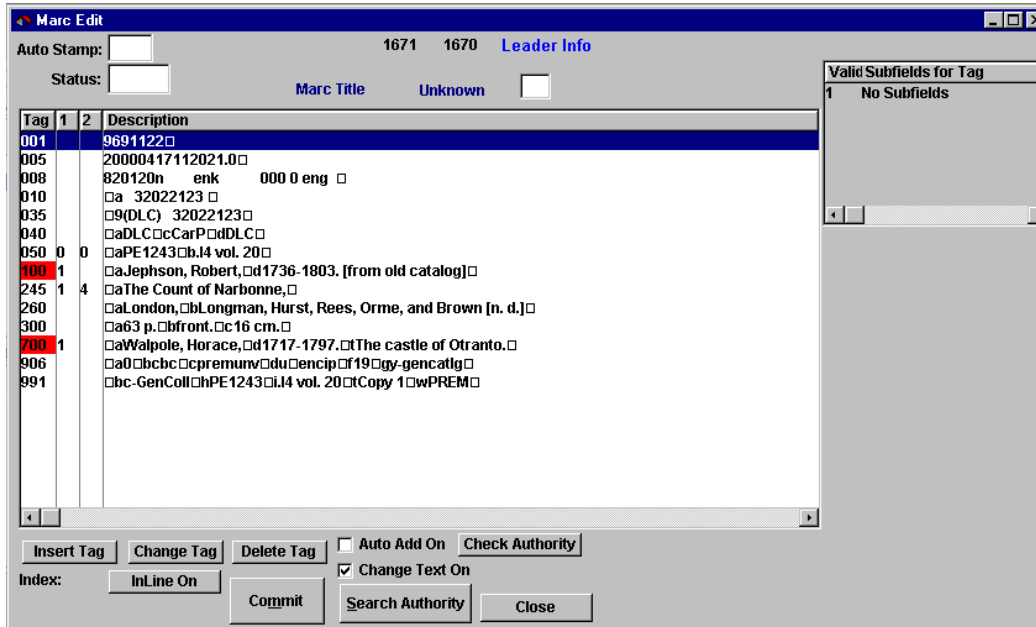 Marc Edit
Auto Stamp: 1671 1670 Leader Info
Status: Marc Title Unknown
Valid Subfields for Tag
1 No Subfields
Tag 1 2 Description
001 9691122□
005 20000417112021.0□
008 820120n enk 000 0 eng □
010 □a 32022123 □
035 □9(DLC) 32022123□
040 □aDLC□cCarP□dDLC□
050 0 0 □aPE1243□b.I4 vol. 20□
100 1 □aJephson, Robert,□d1736-1803. [from old catalog]□
245 1 4 □aThe Count of Narbonne,□
260 □aLondon,□bLongman, Hurst, Rees, Orme, and Brown [n. d.]□
300 □a63 p.□bfront.□c16 cm.□
700 1 □aWalpole, Horace,□d1717-1797.□tThe castle of Otranto.□
906 □a0□bcbc□cpremunv□du□encip□f19□gy-gencatlg□
991 □bc-GenColl□hPE1243□i.I4 vol. 20□tCopy 1□wPREM□
Insert Tag Change Tag Delete Tag Auto Add On Check Authority
Change Text On
Index: InLine On
Commit Search Authority Close